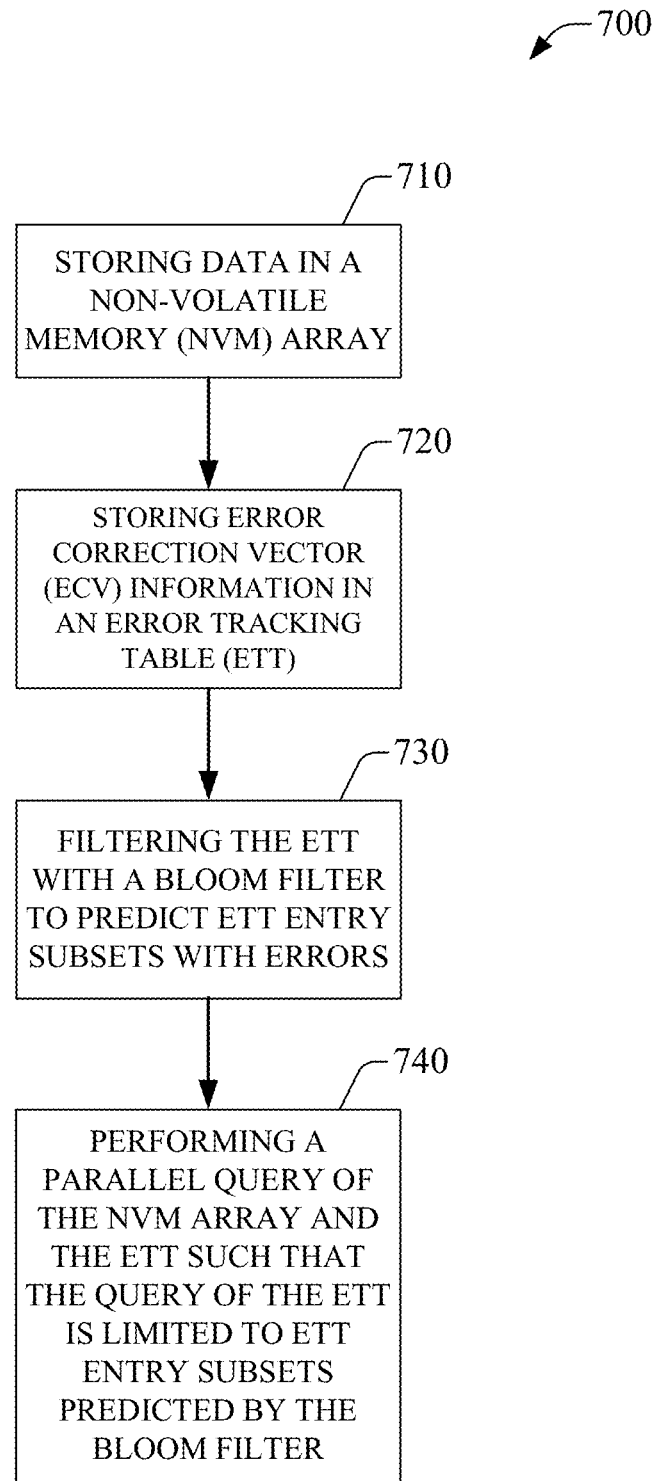 700
710
STORING DATA IN A
NON-VOLATILE
MEMORY (NVM) ARRAY
720
STORING ERROR
CORRECTION VECTOR
(ECV) INFORMATION IN
AN ERROR TRACKING
TABLE (ETT)
730
FILTERING THE ETT
WITH A BLOOM FILTER
TO PREDICT ETT ENTRY
SUBSETS WITH ERRORS
740
PERFORMING A
PARALLEL QUERY OF
THE NVM ARRAY AND
THE ETT SUCH THAT
THE QUERY OF THE ETT
IS LIMITED TO ETT
ENTRY SUBSETS
PREDICTED BY THE
BLOOM FILTER